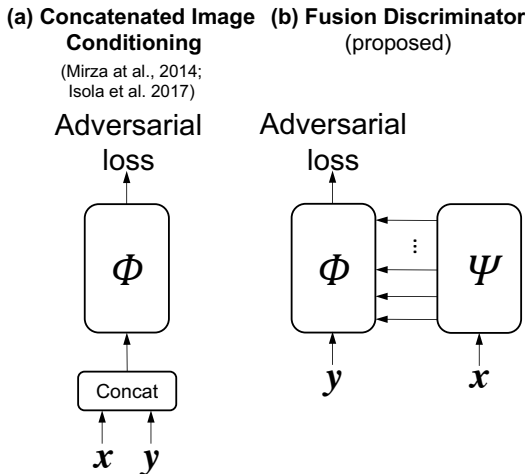 (a) Concatenated Image
Conditioning
(Mirza at al., 2014;
Isola et al. 2017)
Adversarial
loss
Φ
Concat
x y
(b) Fusion Discriminator
(proposed)
Adversarial
loss
Φ
...
Ψ
y
x